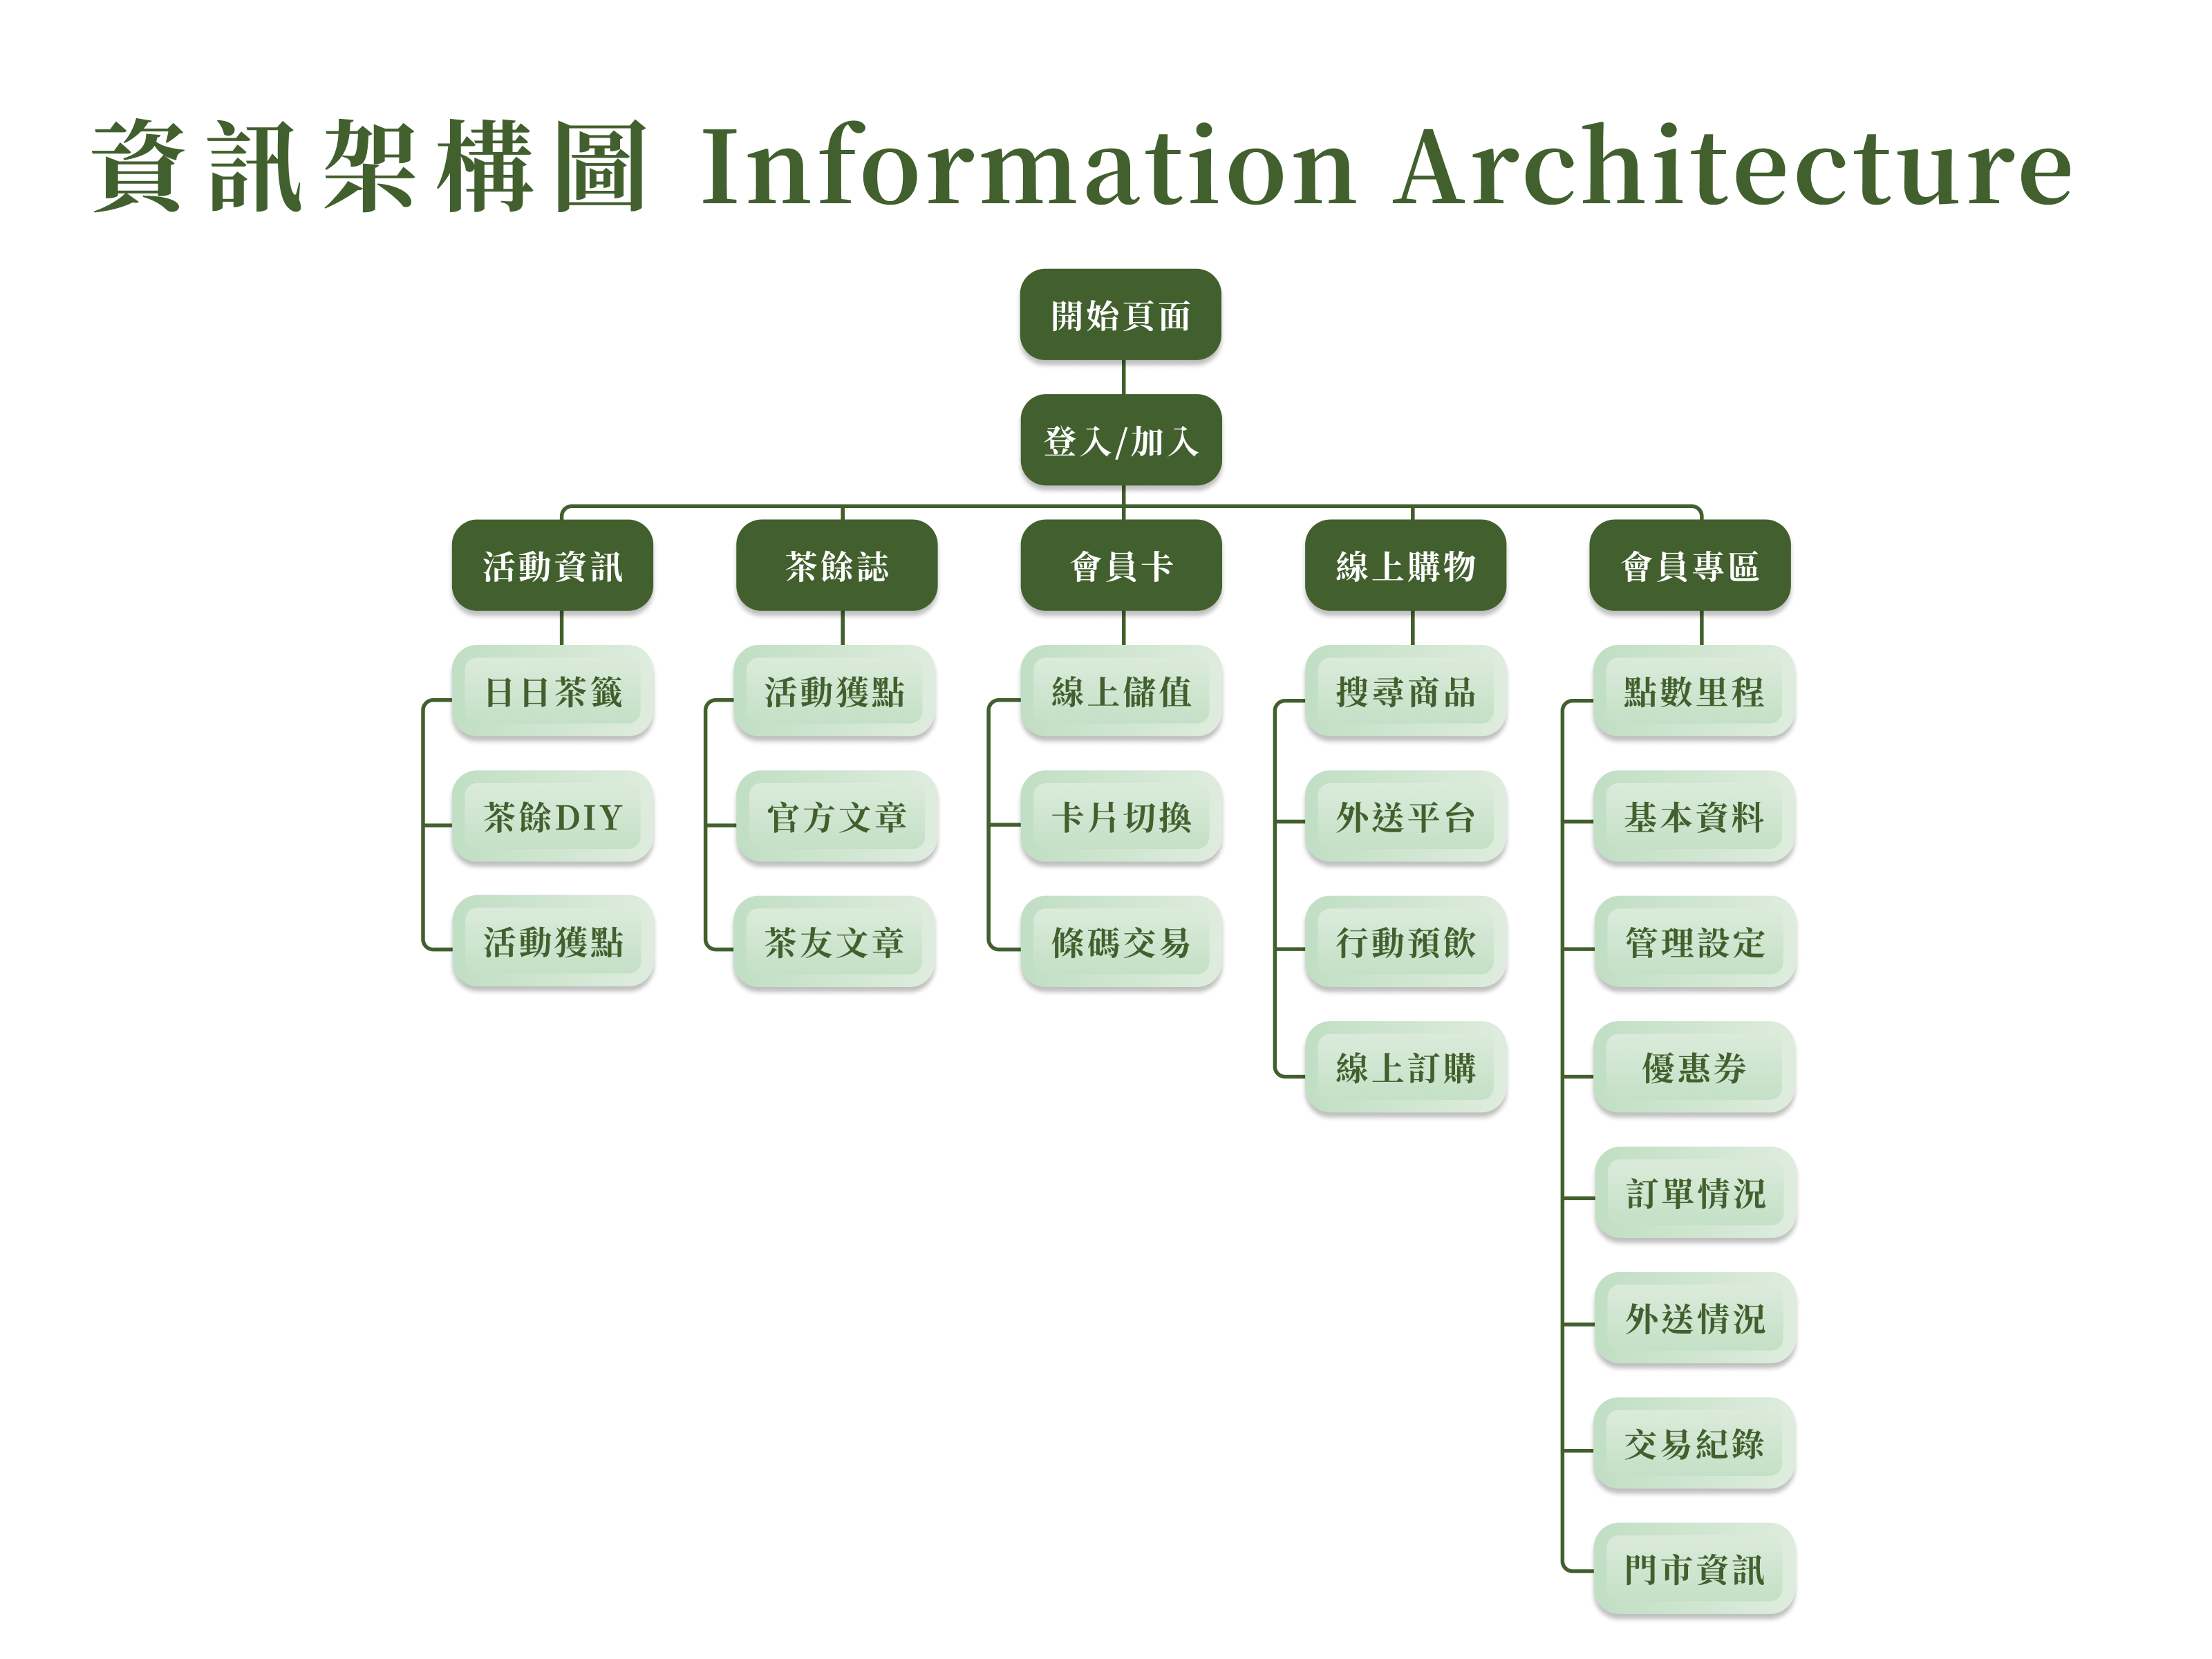 資訊架構圖 Information Architecture
開始頁面
登入/加入
活動資訊
茶餘誌
會員卡
線上購物
會員專區
日日茶籤
茶餘DIY
活動獲點
活動獲點
官方文章
茶友文章
線上儲值
卡片切換
條碼交易
搜尋商品
外送平台
行動預飲
線上訂購
點數里程
基本資料
管理設定
優惠券
訂單情況
外送情況
交易紀錄
門市資訊